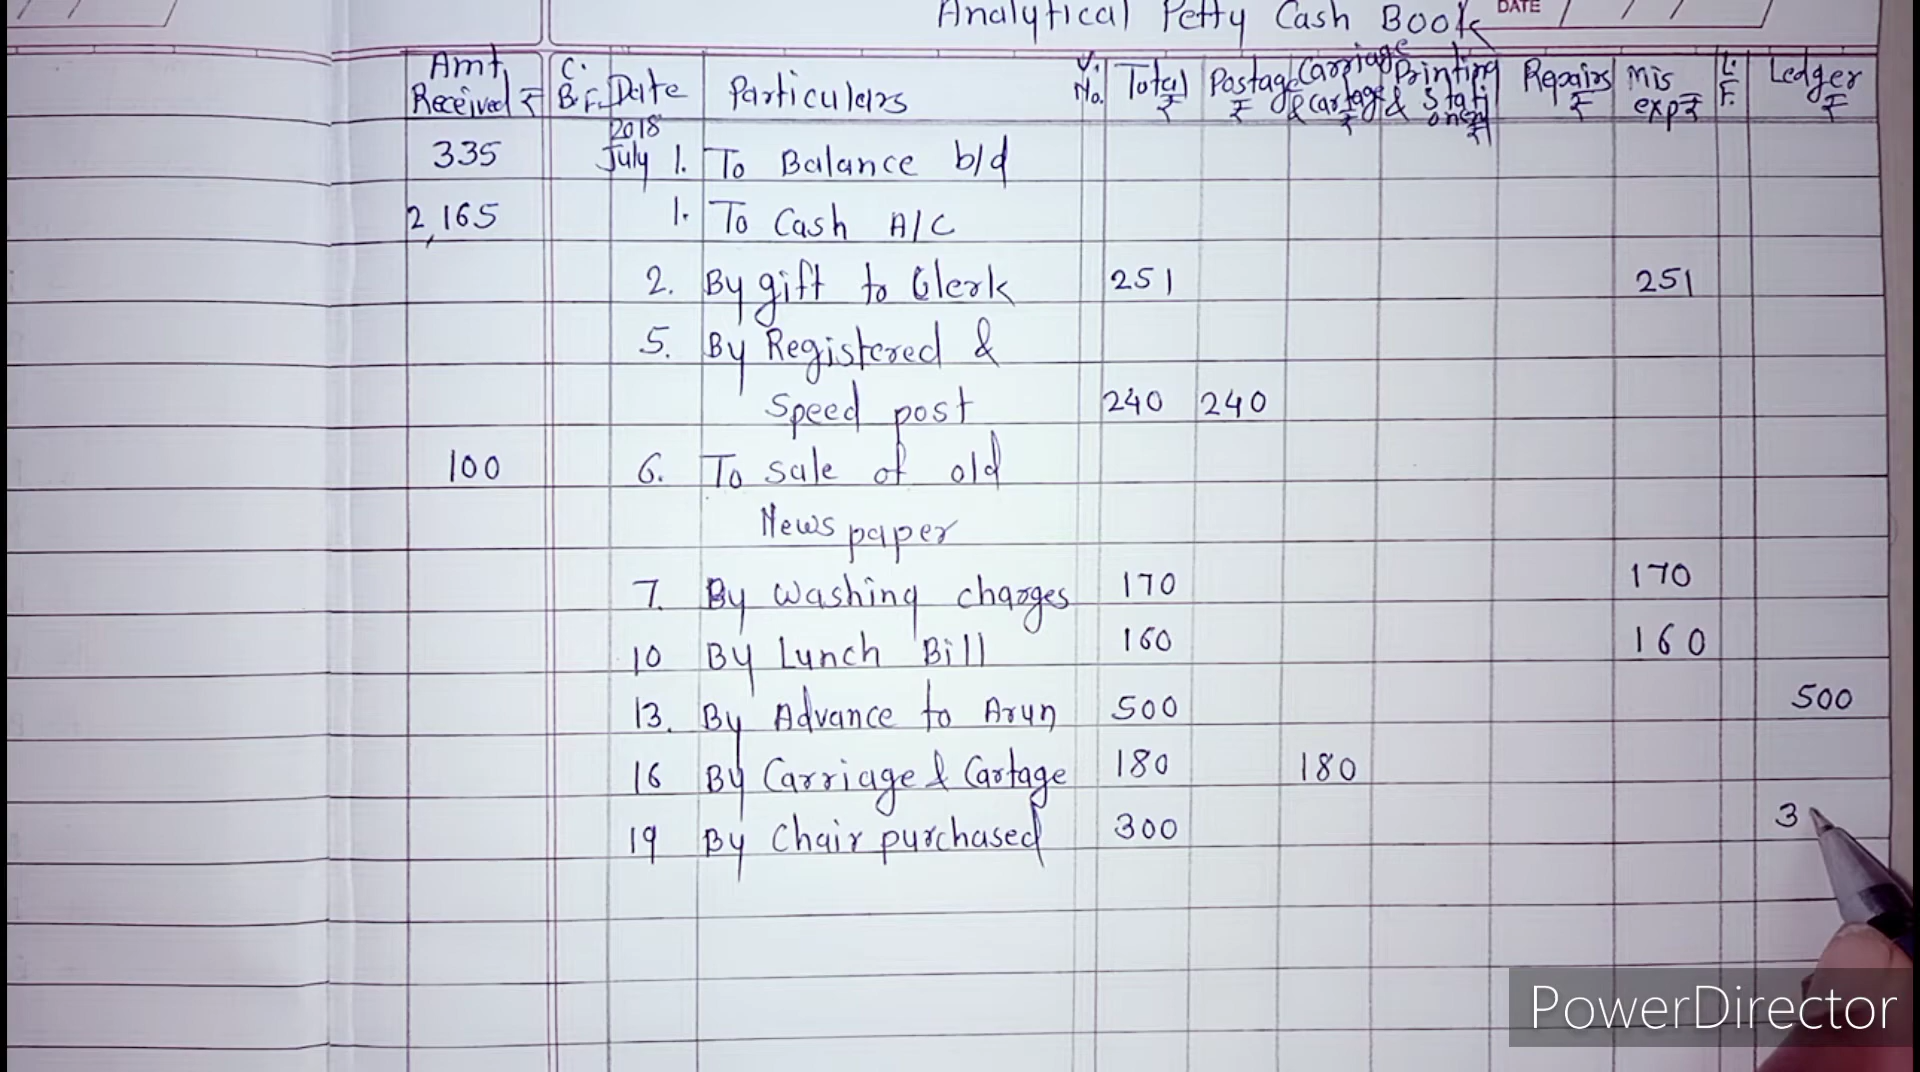 Analytical Petty Cash Book DATE
Amt Received ₹ C. B.F. Date Particulars V. No. Total ₹ Postage ₹ Carriage & Cartage ₹ Printing & Stationery ₹ Repairs ₹ Mis exp ₹ L. F. Ledger ₹
335 2018 July 1. To Balance b/d
2,165 1. To Cash A/C
2. By gift to Clerk 251 251
5. By Registered &
Speed post 240 240
100 6. To sale of old
News paper
7. By Washing charges 170 170
10 By Lunch Bill 160 160
13. By Advance to Arun 500 500
16 By Carriage & Cartage 180 180
19 By Chair purchased 300 3
PowerDirector